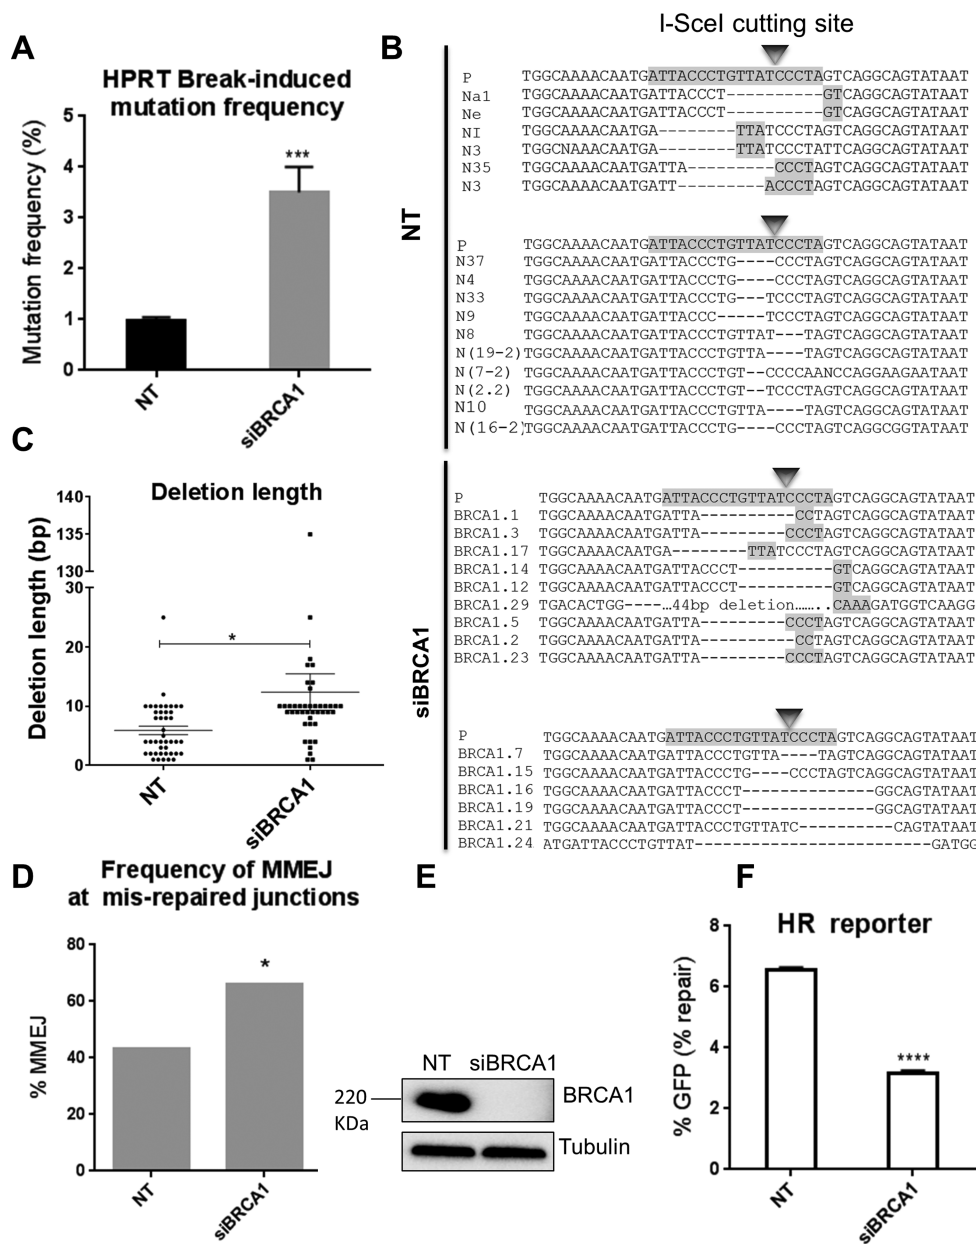 A
HPRT Break-induced
mutation frequency
Mutation frequency (%)
5
4
3
2
1
0
***
NT
siBRCA1
B
I-SceI cutting site
NT
P TGGCAAAACAATGATTACCCTGTTATCCCTAGTCAGGCAGTATAAT
Na1 TGGCAAAACAATGATTACCCT----------GTCAGGCAGTATAAT
Ne TGGCAAAACAATGATTACCCT----------GTCAGGCAGTATAAT
NI TGGCAAAACAATGA--------TTATCCCTAGTCAGGCAGTATAAT
N3 TGGCNAAACAATGA--------TTATCCCTATTCAGGCAGTATAAT
N35 TGGCAAAACAATGATTA---------CCCTAGTCAGGCAGTATAAT
N3 TGGCAAAACAATGATT---------ACCCTAGTCAGGCAGTATAAT
P TGGCAAAACAATGATTACCCTGTTATCCCTAGTCAGGCAGTATAAT
N37 TGGCAAAACAATGATTACCCTG----CCCTAGTCAGGCAGTATAAT
N4 TGGCAAAACAATGATTACCCTG----CCCTAGTCAGGCAGTATAAT
N33 TGGCAAAACAATGATTACCCTG---TCCCTAGTCAGGCAGTATAAT
N9 TGGCAAAACAATGATTACCC-----TCCCTAGTCAGGCAGTATAAT
N8 TGGCAAAACAATGATTACCCTGTTAT---TAGTCAGGCAGTATAAT
N(19-2) TGGCAAAACAATGATTACCCTGTTA----TAGTCAGGCAGTATAAT
N(7-2) TGGCAAAACAATGATTACCCTGT--CCCCAANCCAGGAAGAATAAT
N(2.2) TGGCAAAACAATGATTACCCTGT--TCCCTAGTCAGGCAGTATAAT
N10 TGGCAAAACAATGATTACCCTGTTA----TAGTCAGGCAGTATAAT
N(16-2) TGGCAAAACAATGATTACCCTG----CCCTAGTCAGGCGGTATAAT
siBRCA1
P TGGCAAAACAATGATTACCCTGTTATCCCTAGTCAGGCAGTATAAT
BRCA1.1 TGGCAAAACAATGATTA----------CCTAGTCAGGCAGTATAAT
BRCA1.3 TGGCAAAACAATGATTA---------CCCTAGTCAGGCAGTATAAT
BRCA1.17 TGGCAAAACAATGA--------TTATCCCTAGTCAGGCAGTATAAT
BRCA1.14 TGGCAAAACAATGATTACCCT----------GTCAGGCAGTATAAT
BRCA1.12 TGGCAAAACAATGATTACCCT----------GTCAGGCAGTATAAT
BRCA1.29 TGACACTGG----…44bp deletion……..CAAAGATGGTCAAGG
BRCA1.5 TGGCAAAACAATGATTA---------CCCTAGTCAGGCAGTATAAT
BRCA1.2 TGGCAAAACAATGATTA----------CCTAGTCAGGCAGTATAAT
BRCA1.23 TGGCAAAACAATGATTA---------CCCTAGTCAGGCAGTATAAT
P TGGCAAAACAATGATTACCCTGTTATCCCTAGTCAGGCAGTATAAT
BRCA1.7 TGGCAAAACAATGATTACCCTGTTA----TAGTCAGGCAGTATAAT
BRCA1.15 TGGCAAAACAATGATTACCCTG----CCCTAGTCAGGCAGTATAAT
BRCA1.16 TGGCAAAACAATGATTACCCT--------------GGCAGTATAAT
BRCA1.19 TGGCAAAACAATGATTACCCT--------------GGCAGTATAAT
BRCA1.21 TGGCAAAACAATGATTACCCTGTTATC----------CAGTATAAT
BRCA1.24 ATGATTACCCTGTTAT-------------------------GATGG
C
Deletion length
Deletion length (bp)
140
135
130
30
20
10
0
*
NT
siBRCA1
D
Frequency of MMEJ
at mis-repaired junctions
% MMEJ
80
60
40
20
0
*
NT
siBRCA1
E
NT siBRCA1
220
KDa
BRCA1
Tubulin
F
HR reporter
% GFP (% repair)
8
6
4
2
0
****
NT
siBRCA1